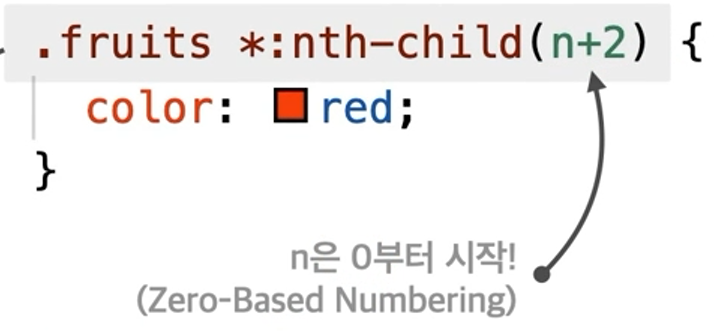 .fruits *:nth-child(n+2) {
color: red;
}
n은 0부터 시작!
(Zero-Based Numbering)